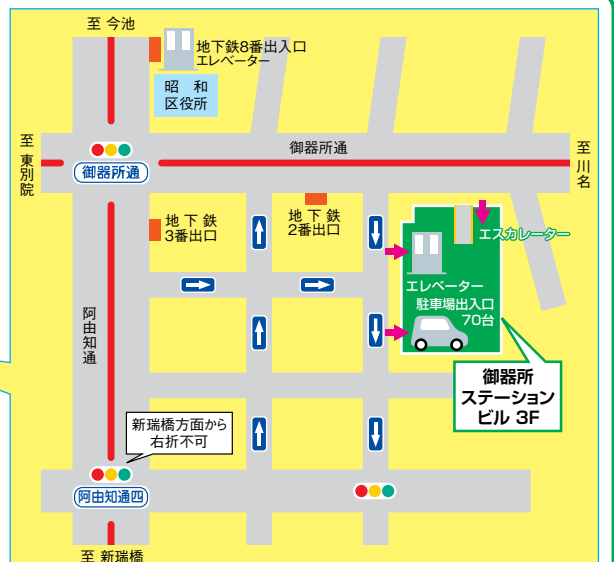 至 今池
地下鉄8番出入口
エレベーター
昭 和
区役所
至 東別院
御器所通
御器所通
至 川名
地 下 鉄
3番出口
地 下 鉄
2番出口
エスカレーター
エレベーター
駐車場出入口
70台
阿由知通
御器所
ステーション
ビル 3F
新瑞橋方面から
右折不可
阿由知通四
至 新瑞橋